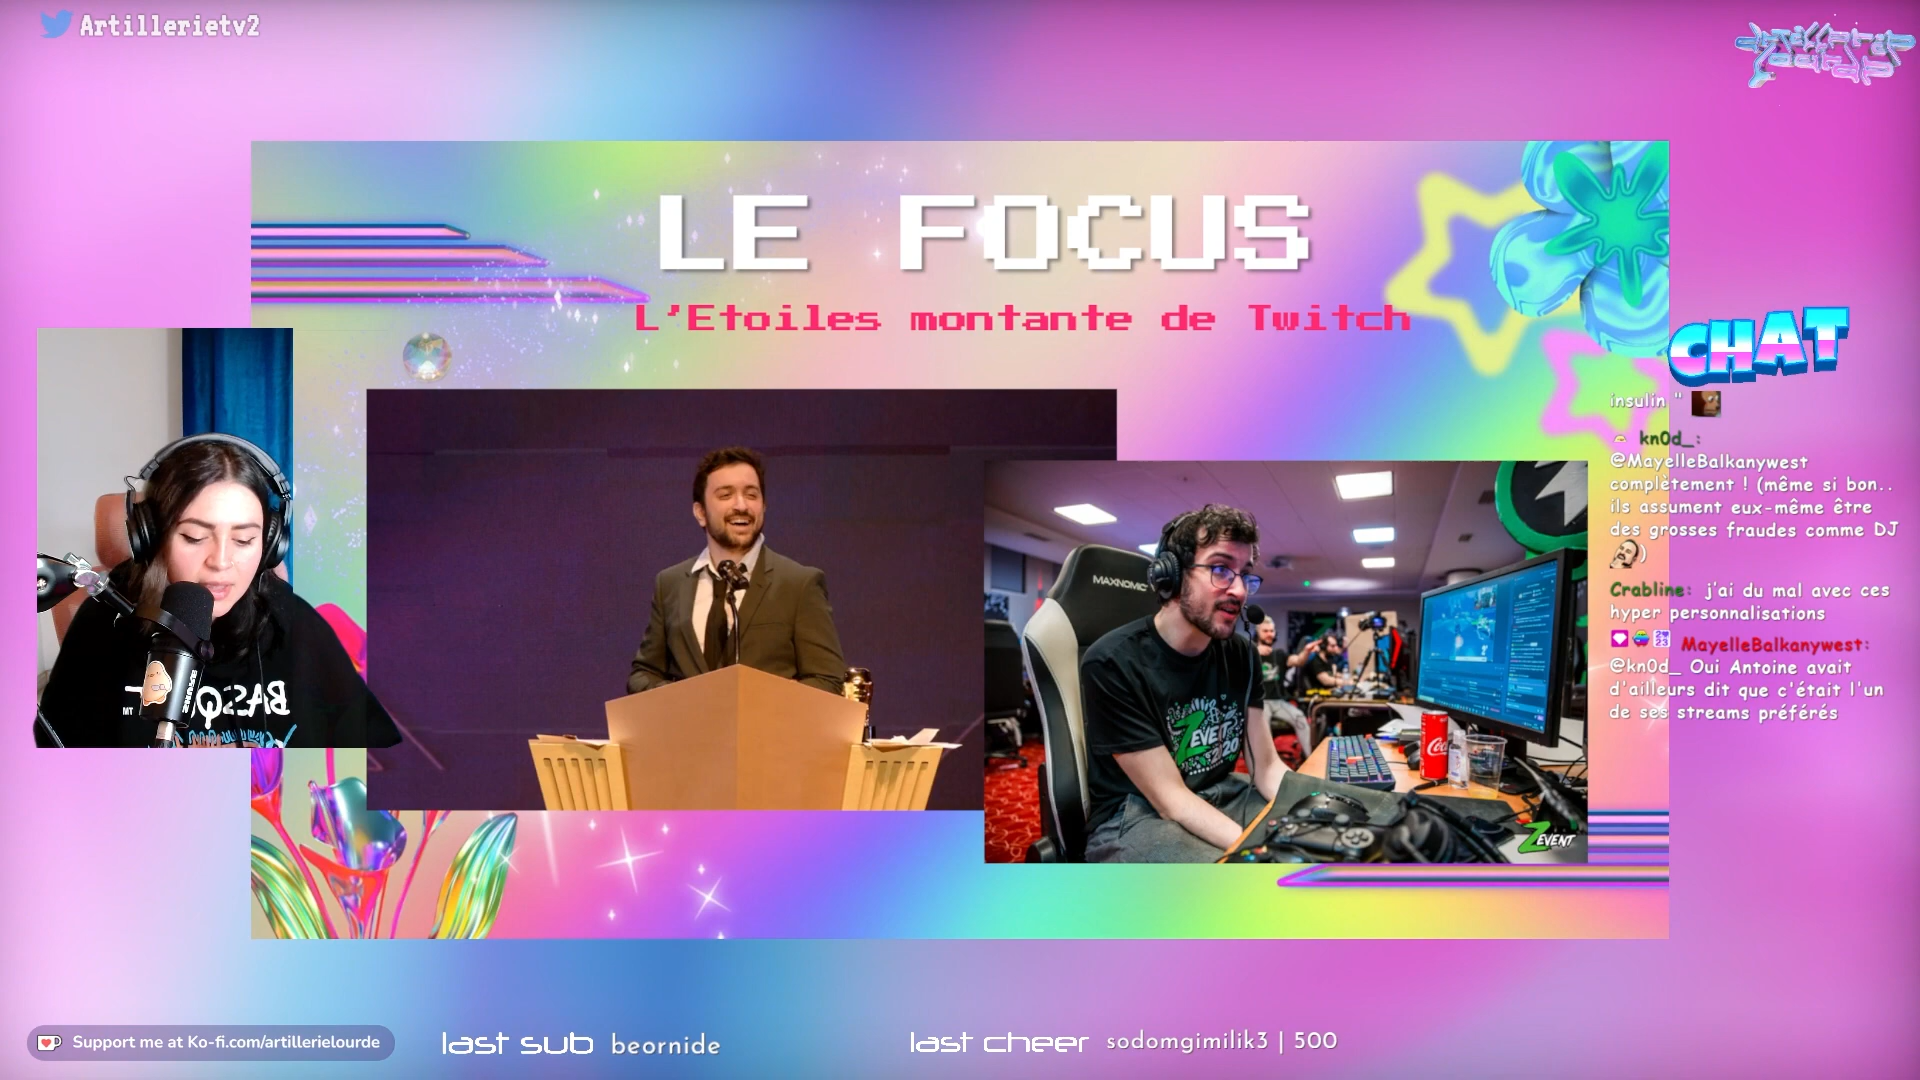 Artillerietv2
LE FOCUS
L'Etoiles montante de Twitch
CHAT
insulin "
kn0d_:
@MayelleBalkanywest
complètement ! (même si bon..
ils assument eux-même être
des grosses fraudes comme DJ
)
Crabline: j'ai du mal avec ces
hyper personnalisations
MayelleBalkanywest:
@kn0d_ Oui Antoine avait
d'ailleurs dit que c'était l'un
de ses streams préférés
MAXNOMIC
ZEVENT
ZEVENT
Support me at Ko-fi.com/artillerielourde
last sub beornide
last cheer sodomgimilik3 | 500